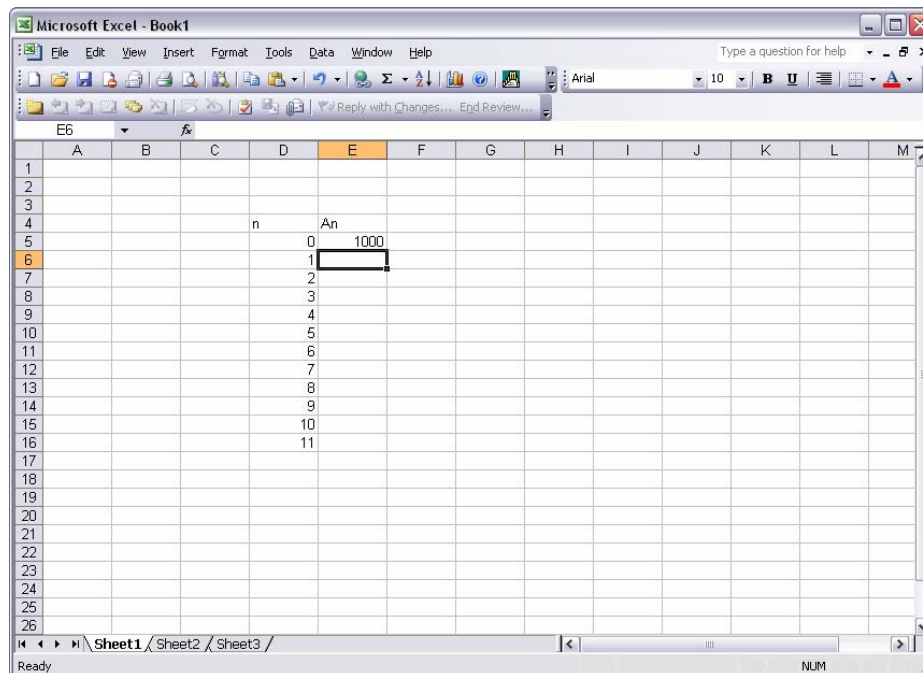 Microsoft Excel - Book1
File Edit View Insert Format Tools Data Window Help Type a question for help
Arial 10 B U A
Reply with Changes... End Review...
E6 fx
A B C D E F G H I J K L M
1
2
3
4 n An
5 0 1000
6 1
7 2
8 3
9 4
10 5
11 6
12 7
13 8
14 9
15 10
16 11
17
18
19
20
21
22
23
24
25
26
Sheet1 Sheet2 Sheet3
Ready NUM